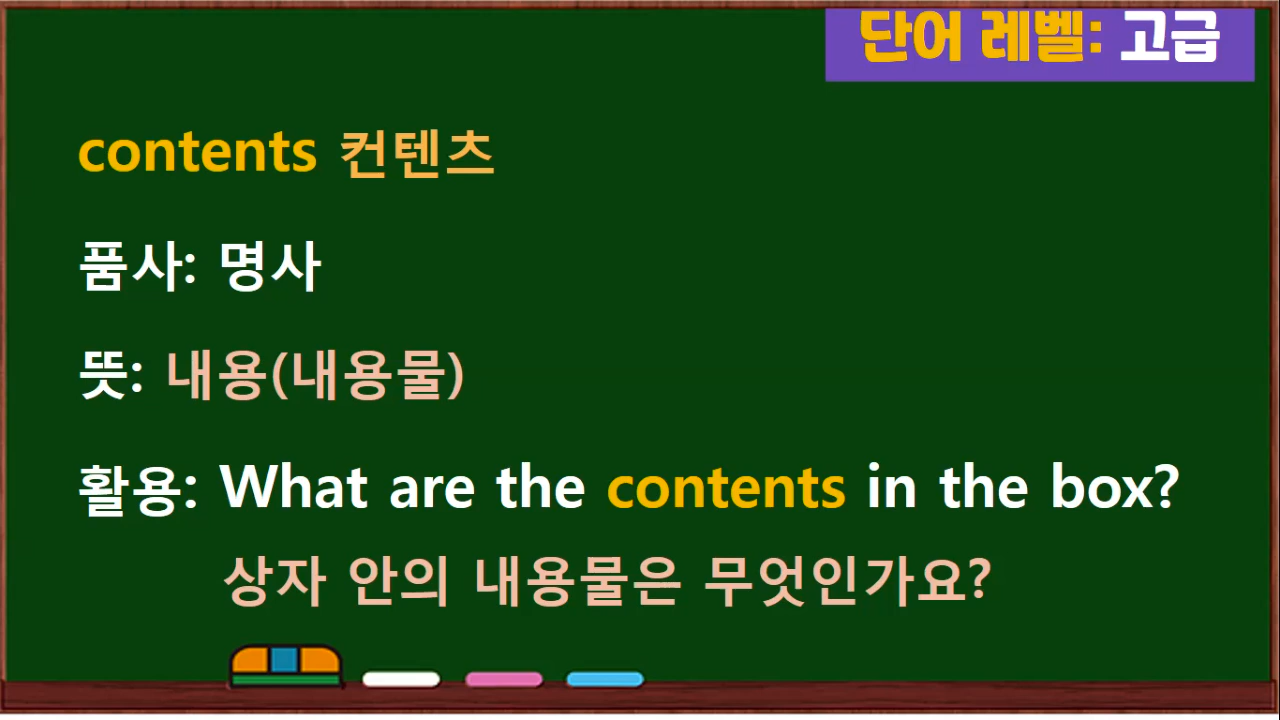 단어 레벨: 고급
contents 컨텐츠
품사: 명사
뜻: 내용(내용물)
활용: What are the contents in the box?
상자 안의 내용물은 무엇인가요?